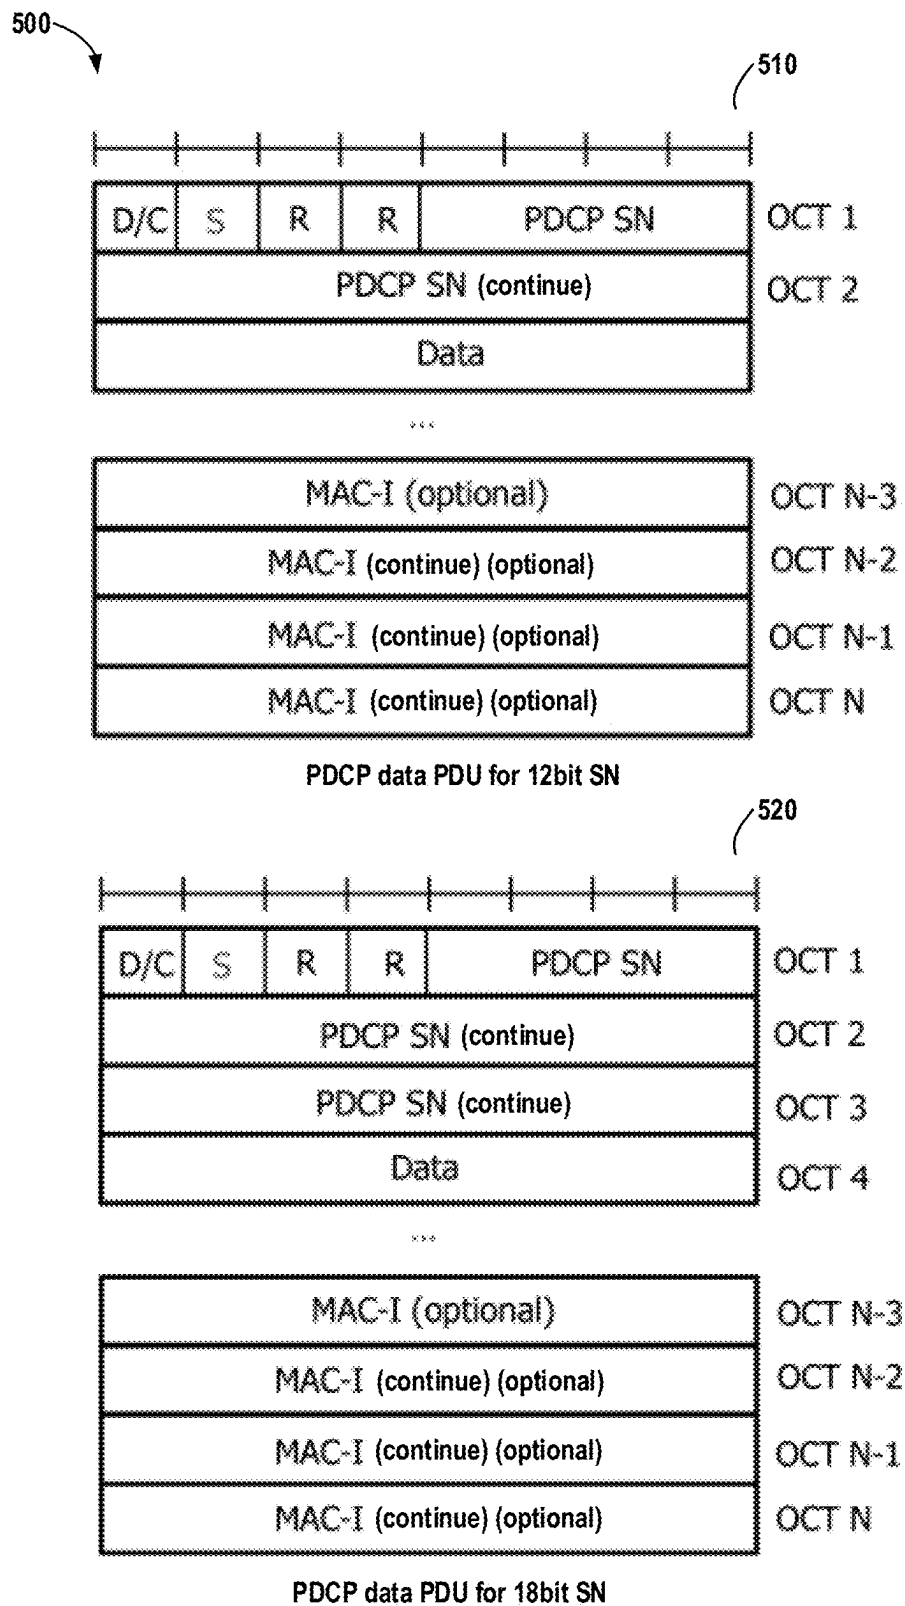 500
510
D/C S R R PDCP SN OCT 1
PDCP SN (continue) OCT 2
Data
...
MAC-I (optional) OCT N-3
MAC-I (continue) (optional) OCT N-2
MAC-I (continue) (optional) OCT N-1
MAC-I (continue) (optional) OCT N
PDCP data PDU for 12bit SN
520
D/C S R R PDCP SN OCT 1
PDCP SN (continue) OCT 2
PDCP SN (continue) OCT 3
Data OCT 4
...
MAC-I (optional) OCT N-3
MAC-I (continue) (optional) OCT N-2
MAC-I (continue) (optional) OCT N-1
MAC-I (continue) (optional) OCT N
PDCP data PDU for 18bit SN